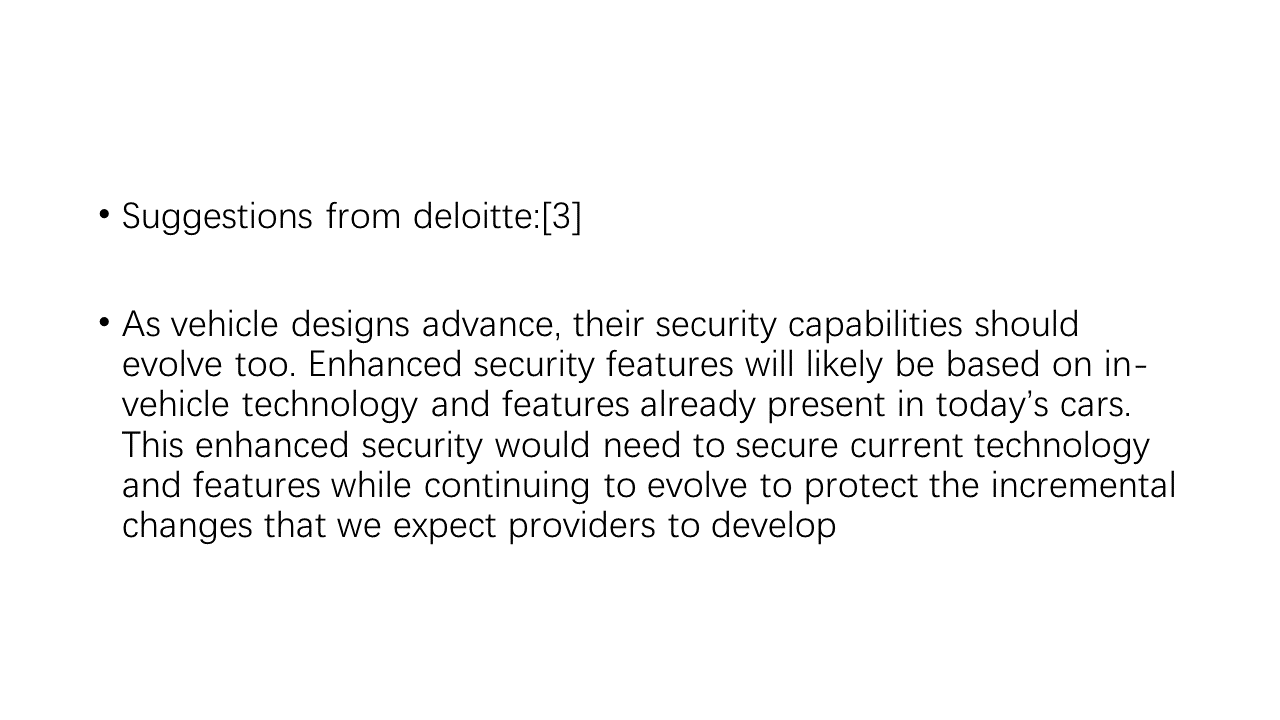 • Suggestions from deloitte:[3]
• As vehicle designs advance, their security capabilities should
evolve too. Enhanced security features will likely be based on in-
vehicle technology and features already present in today’s cars.
This enhanced security would need to secure current technology
and features while continuing to evolve to protect the incremental
changes that we expect providers to develop